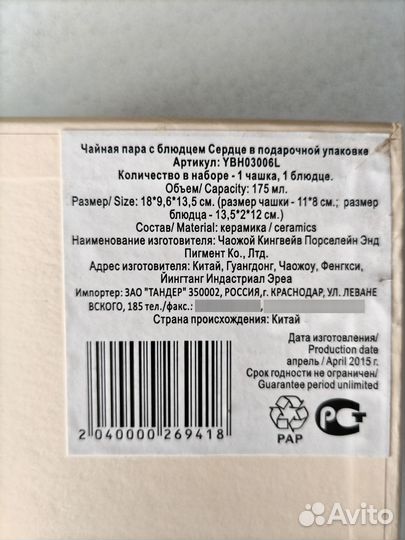 Чайная пара с блюдцем Сердце в подарочной упаковке
Артикул: YBH03006L
Количество в наборе - 1 чашка, 1 блюдце.
Объем/ Capacity: 175 мл.
Размер/ Size: 18*9,6*13,5 см. (размер чашки - 11*8 см.; размер
блюдца - 13,5*2*12 см.)
Состав/ Material: керамика / ceramics
Наименование изготовителя: Чаожой Кингвейв Порселейн Энд
Пигмент Ко., Лтд.
Адрес изготовителя: Китай, Гуангдонг, Чаожоу, Фенгкси,
Йингтанг Индастриал Эреа
Импортер: ЗАО "ТАНДЕР" 350002, РОССИЯ,г. КРАСНОДАР, УЛ. ЛЕВАНЕ
ВСКОГО, 185 тел./факс.:
Страна происхождения: Китай
Дата изготовления/
Production date
апрель / April 2015 г.
Срок годности не ограничен/
Guarantee period unlimited
2 040000 269418
PAP
РСТ
Avito